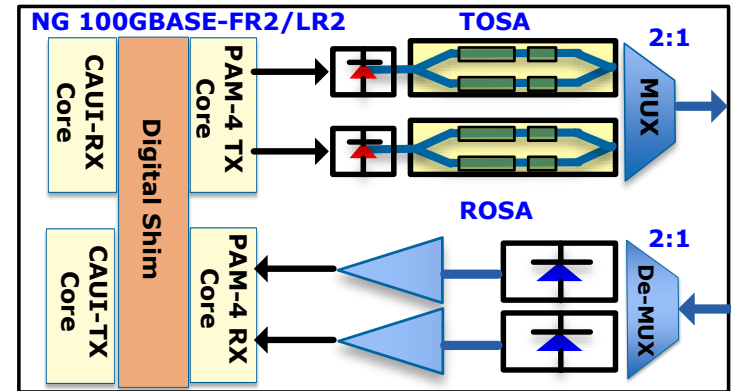 NG 100GBASE-FR2/LR2
TOSA
2:1
CAUI-RX
Core
Digital Shim
PAM-4 TX
Core
MUX
ROSA
2:1
CAUI-TX
Core
PAM-4 RX
Core
De-MUX